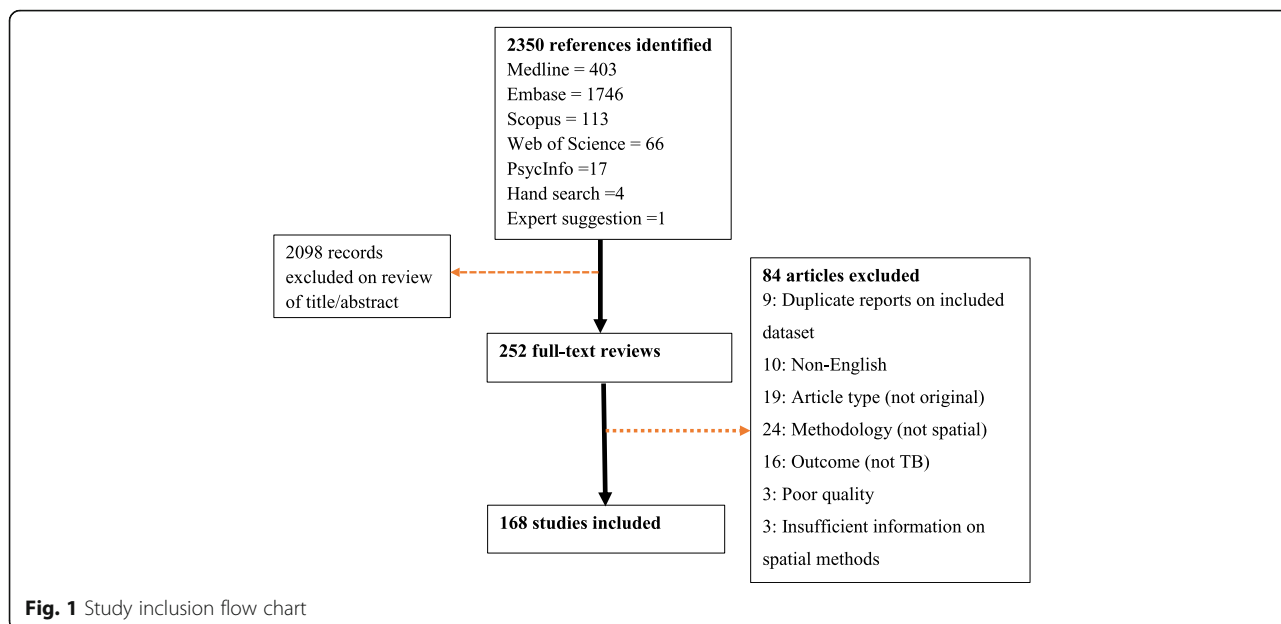 2350 references identified
Medline = 403
Embase = 1746
Scopus = 113
Web of Science = 66
PsycInfo =17
Hand search =4
Expert suggestion =1
2098 records
excluded on review
of title/abstract
252 full-text reviews
84 articles excluded
9: Duplicate reports on included
dataset
10: Non-English
19: Article type (not original)
24: Methodology (not spatial)
16: Outcome (not TB)
3: Poor quality
3: Insufficient information on
spatial methods
168 studies included
Fig. 1 Study inclusion flow chart